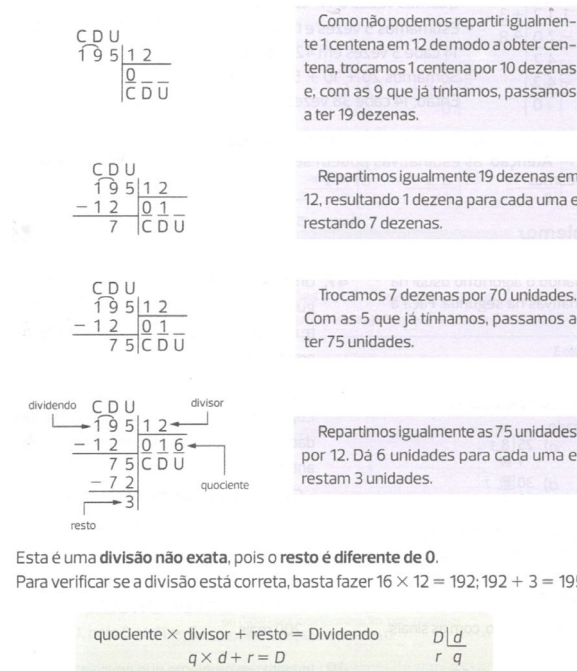 C D U
1 9 5 1 2
0 _ _
C D U
Como não podemos repartir igualmen-
te 1 centena em 12 de modo a obter cen-
tena, trocamos 1 centena por 10 dezenas
e, com as 9 que já tínhamos, passamos
a ter 19 dezenas.
C D U
1 9 5 1 2
– 1 2 0 1 _
7 C D U
Repartimos igualmente 19 dezenas em
12, resultando 1 dezena para cada uma e
restando 7 dezenas.
C D U
1 9 5 1 2
– 1 2 0 1 _
7 5 C D U
Trocamos 7 dezenas por 70 unidades.
Com as 5 que já tínhamos, passamos a
ter 75 unidades.
dividendo C D U divisor
1 9 5 1 2
– 1 2 0 1 6
7 5 C D U
– 7 2 quociente
3
resto
Repartimos igualmente as 75 unidades
por 12. Dá 6 unidades para cada uma e
restam 3 unidades.
Esta é uma divisão não exata, pois o resto é diferente de 0.
Para verificar se a divisão está correta, basta fazer 16 × 12 = 192; 192 + 3 = 195
quociente × divisor + resto = Dividendo
q × d + r = D
D d
r q